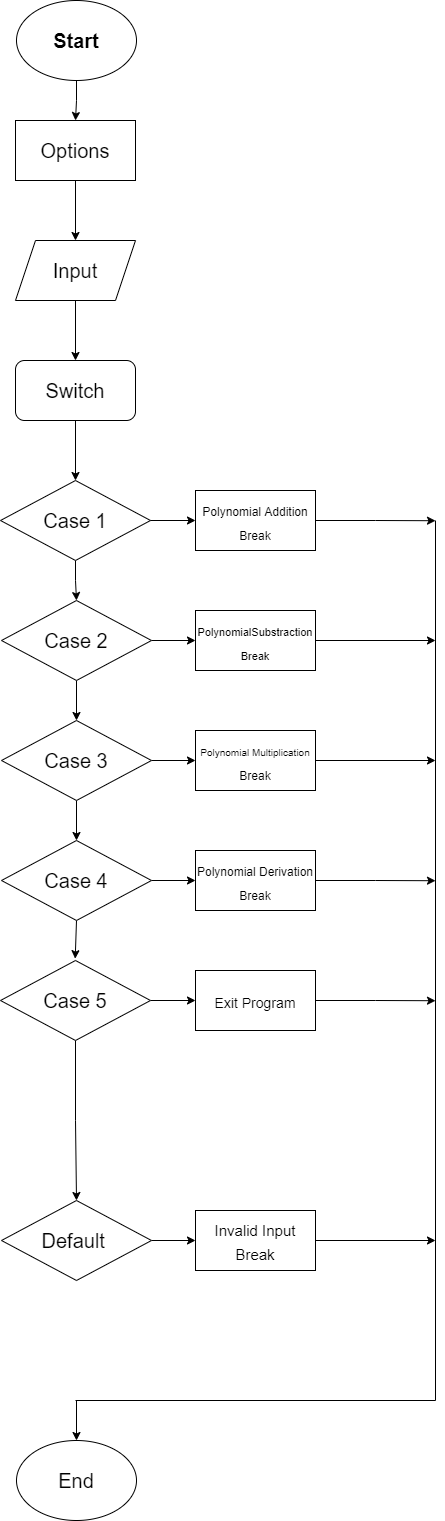 Start
Options
Input
Switch
Case 1
Polynomial Addition
Break
Case 2
PolynomialSubstraction
Break
Case 3
Polynomial Multiplication
Break
Case 4
Polynomial Derivation
Break
Case 5
Exit Program
Default
Invalid Input
Break
End